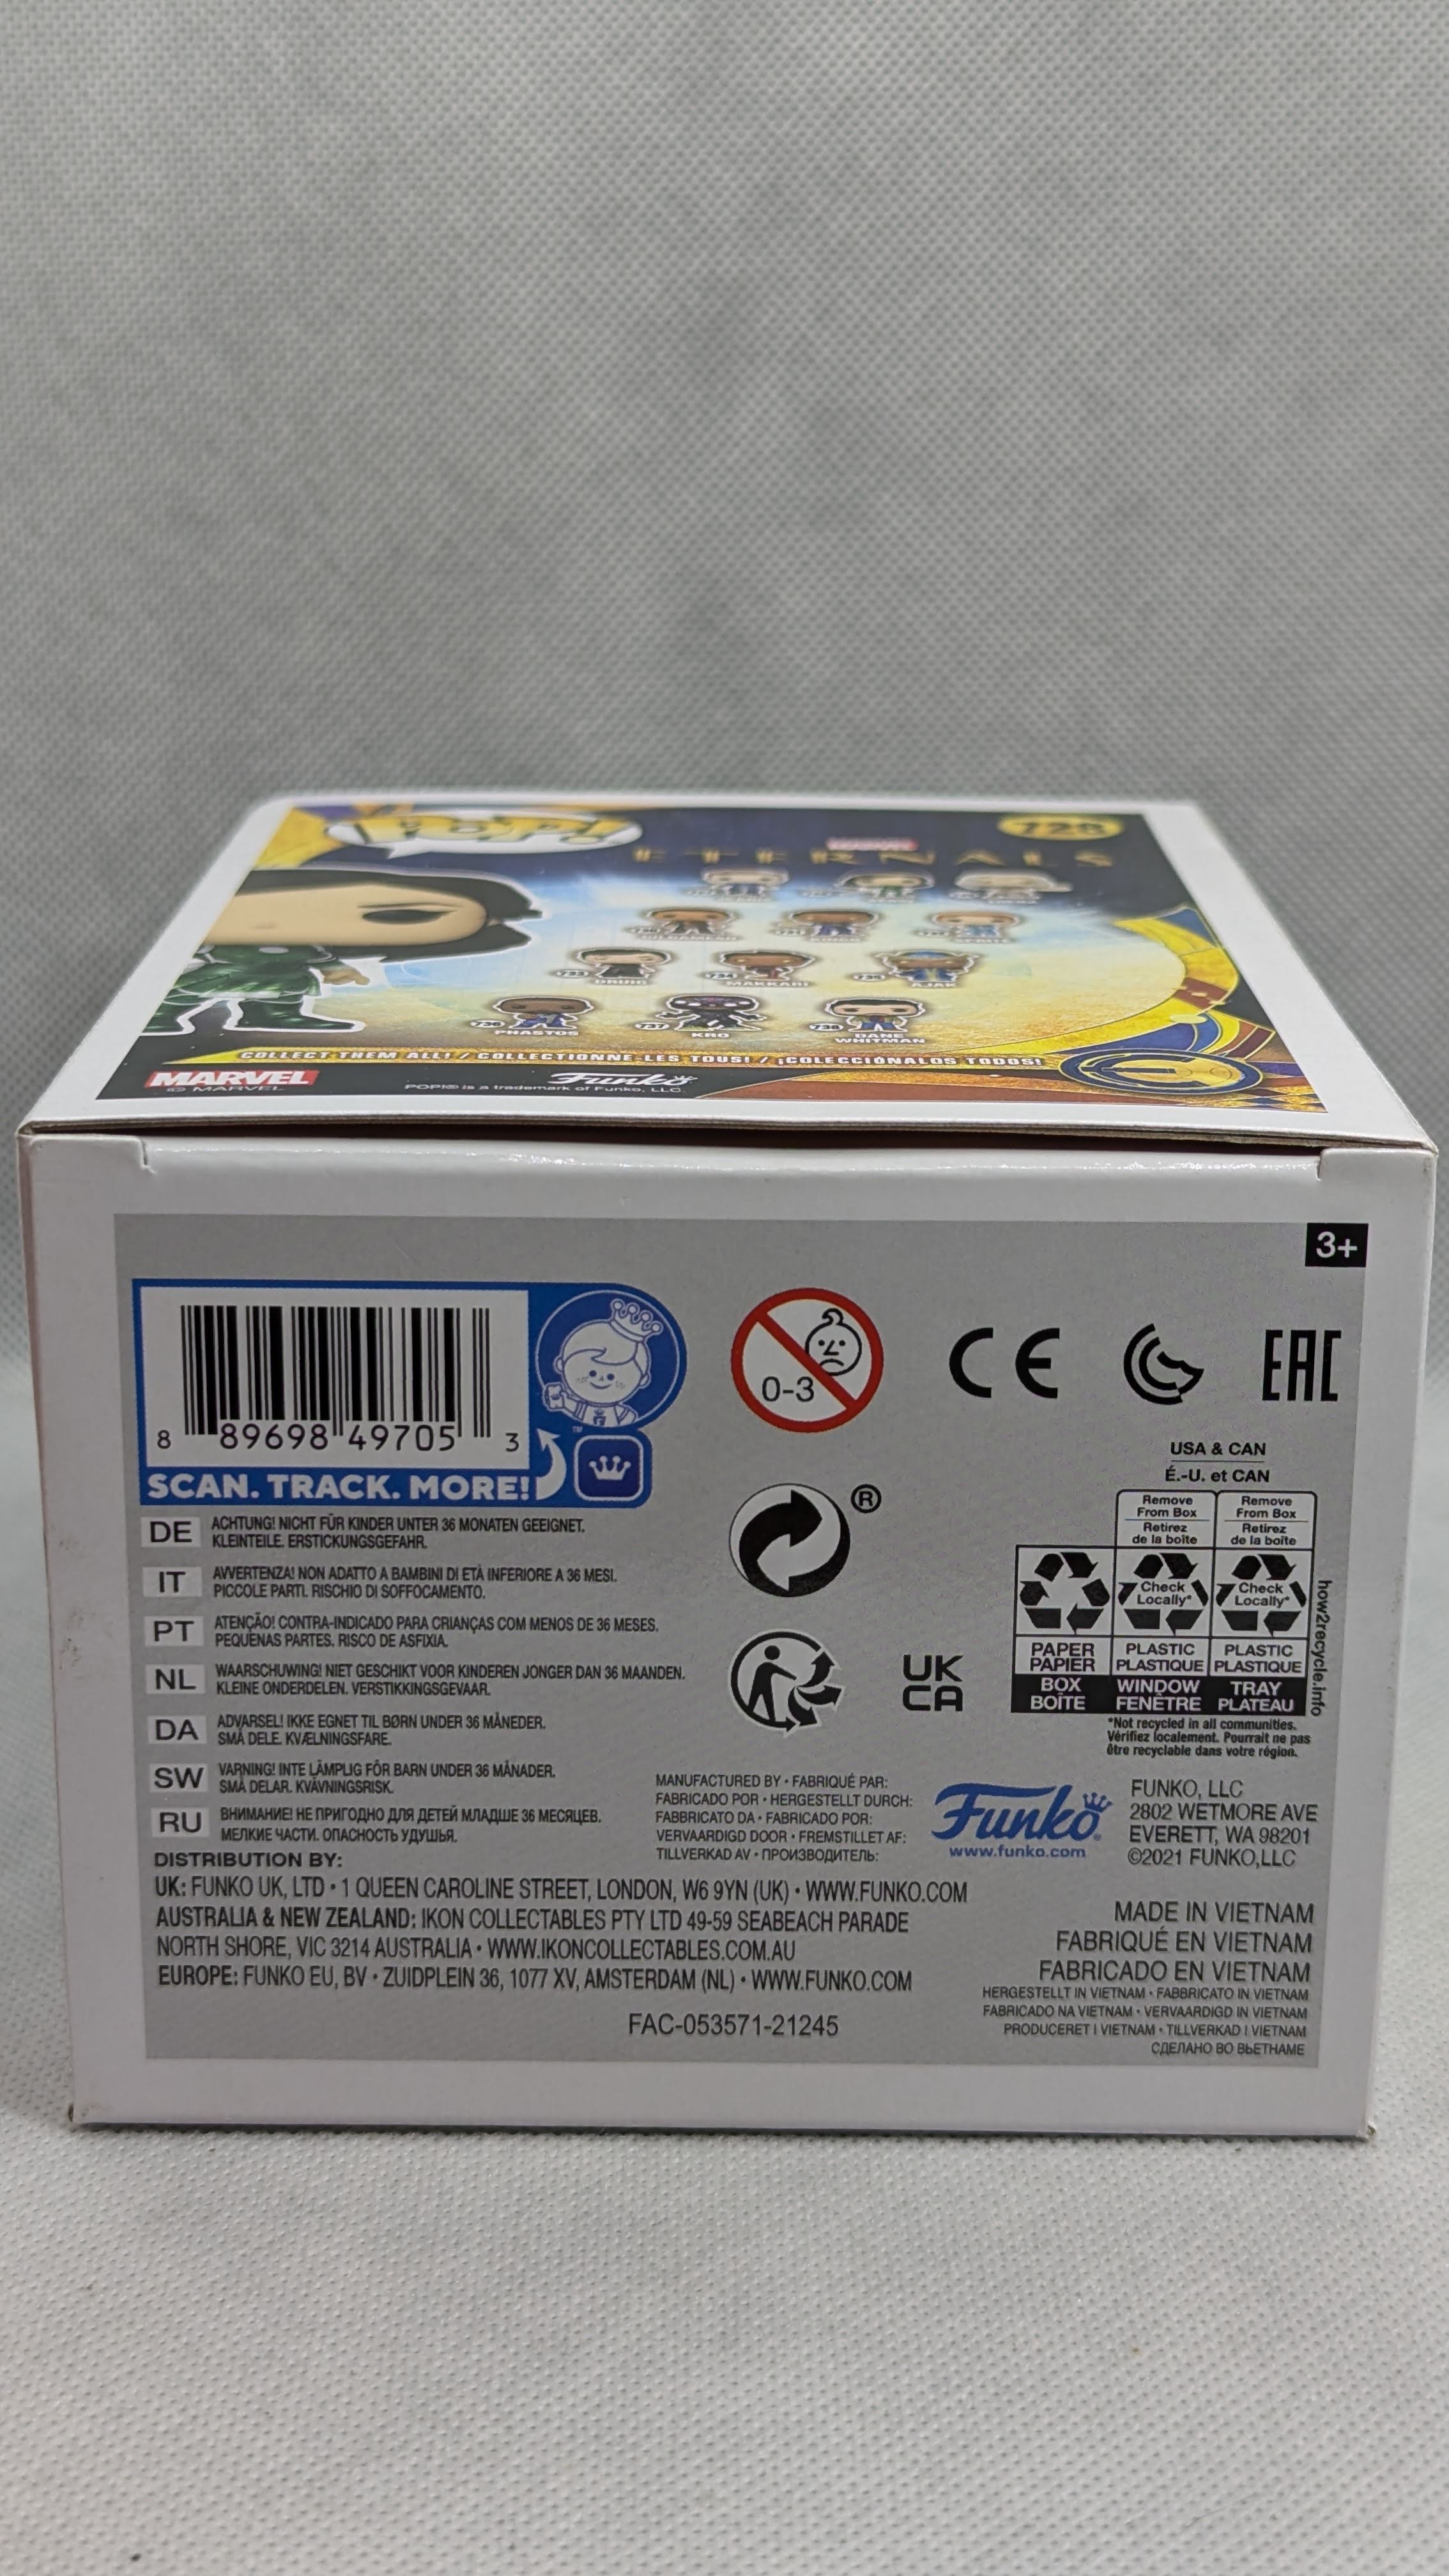 POP!
728
MARVEL
ETERNALS
733
DRUIG
734
MAKKARI
735
AJAK
736
PHASTOS
737
KRO
738
DANE
WHITMAN
COLLECT THEM ALL! / COLLECTIONNE-LES TOUS! / ¡COLECCIÓNALOS TODOS!
MARVEL
© MARVEL
POP!® is a trademark of Funko, LLC.
Funko
3+
8 89698 49705 3
SCAN. TRACK. MORE!
TM
0-3
CE
EAC
®
UK
CA
USA & CAN
É.-U. et CAN
Remove
From Box
Retirez
de la boîte
Remove
From Box
Retirez
de la boîte
Check
Locally*
Check
Locally*
PAPER
PAPIER
PLASTIC
PLASTIQUE
PLASTIC
PLASTIQUE
BOX
BOÎTE
WINDOW
FENÊTRE
TRAY
PLATEAU
how2recycle.info
*Not recycled in all communities.
Vérifiez localement. Pourrait ne pas
être recyclable dans votre région.
DE ACHTUNG! NICHT FÜR KINDER UNTER 36 MONATEN GEEIGNET.
KLEINTEILE. ERSTICKUNGSGEFAHR.
IT AVVERTENZA! NON ADATTO A BAMBINI DI ETÀ INFERIORE A 36 MESI.
PICCOLE PARTI. RISCHIO DI SOFFOCAMENTO.
PT ATENÇÃO! CONTRA-INDICADO PARA CRIANÇAS COM MENOS DE 36 MESES.
PEQUENAS PARTES. RISCO DE ASFIXIA.
NL WAARSCHUWING! NIET GESCHIKT VOOR KINDEREN JONGER DAN 36 MAANDEN.
KLEINE ONDERDELEN. VERSTIKKINGSGEVAAR.
DA ADVARSEL! IKKE EGNET TIL BØRN UNDER 36 MÅNEDER.
SMÅ DELE. KVÆLNINGSFARE.
SW VARNING! INTE LÄMPLIG FÖR BARN UNDER 36 MÅNADER.
SMÅ DELAR. KVÄVNINGSRISK.
RU ВНИМАНИЕ! НЕ ПРИГОДНО ДЛЯ ДЕТЕЙ МЛАДШЕ 36 МЕСЯЦЕВ.
МЕЛКИЕ ЧАСТИ. ОПАСНОСТЬ УДУШЬЯ.
MANUFACTURED BY • FABRIQUÉ PAR:
FABRICADO POR • HERGESTELLT DURCH:
FABBRICATO DA • FABRICADO POR:
VERVAARDIGD DOOR • FREMSTILLET AF:
TILLVERKAD AV • ПРОИЗВОДИТЕЛЬ:
Funko
www.funko.com
FUNKO, LLC
2802 WETMORE AVE
EVERETT, WA 98201
©2021 FUNKO,LLC
DISTRIBUTION BY:
UK: FUNKO UK, LTD • 1 QUEEN CAROLINE STREET, LONDON, W6 9YN (UK) • WWW.FUNKO.COM
AUSTRALIA & NEW ZEALAND: IKON COLLECTABLES PTY LTD 49-59 SEABEACH PARADE
NORTH SHORE, VIC 3214 AUSTRALIA • WWW.IKONCOLLECTABLES.COM.AU
EUROPE: FUNKO EU, BV • ZUIDPLEIN 36, 1077 XV, AMSTERDAM (NL) • WWW.FUNKO.COM
FAC-053571-21245
MADE IN VIETNAM
FABRIQUÉ EN VIETNAM
FABRICADO EN VIETNAM
HERGESTELLT IN VIETNAM • FABBRICATO IN VIETNAM
FABRICADO NA VIETNAM • VERVAARDIGD IN VIETNAM
PRODUCERET I VIETNAM • TILLVERKAD I VIETNAM
СДЕЛАНО ВО ВЬЕТНАМЕ